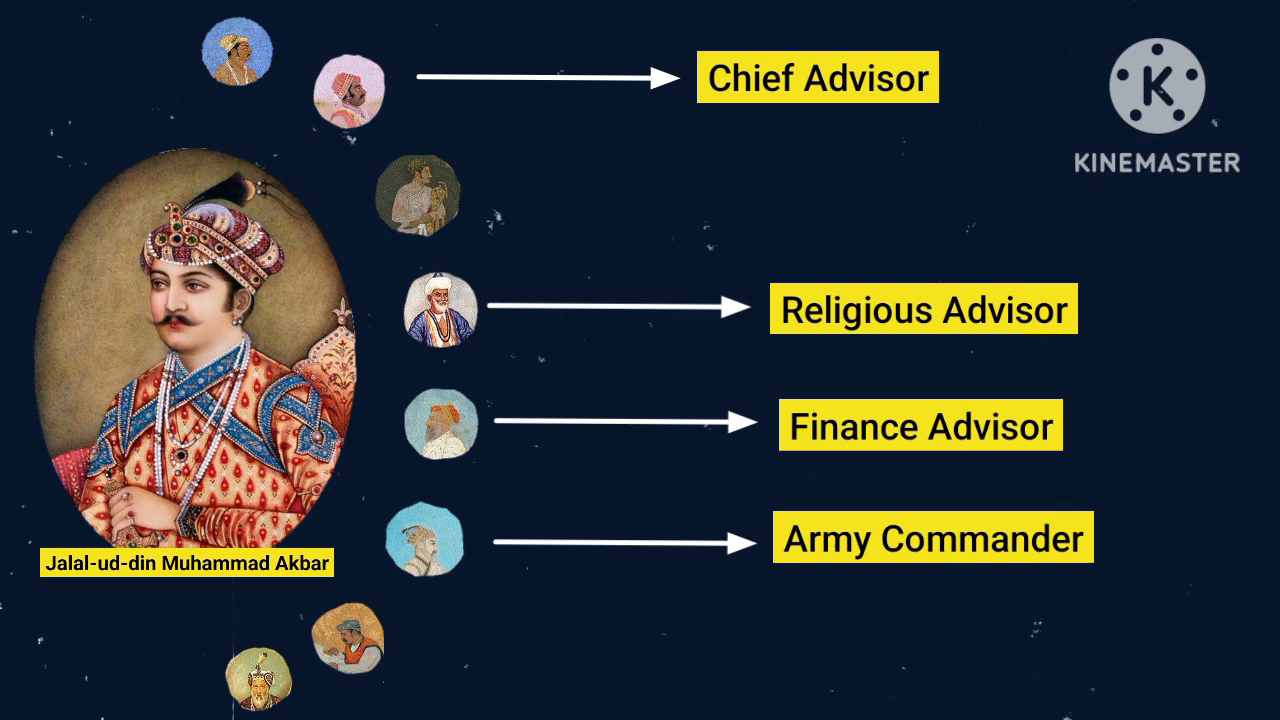 Chief Advisor
KINEMASTER
Religious Advisor
Finance Advisor
Army Commander
Jalal-ud-din Muhammad Akbar